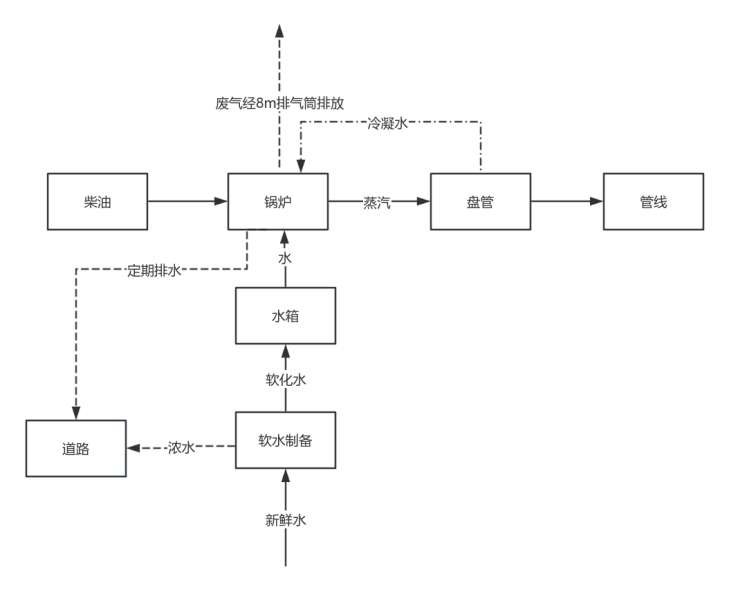 废气经8m排气筒排放
冷凝水
柴油
锅炉
蒸汽
盘管
管线
水
定期排水
水箱
软化水
道路
浓水
软水制备
新鲜水